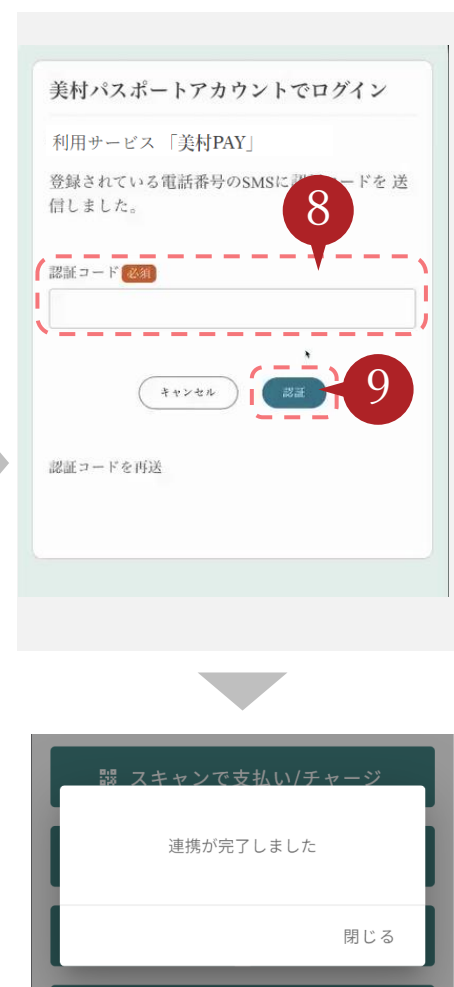 美村パスポートアカウントでログイン
利用サービス「美村PAY」
登録されている電話番号のSMSに認証コードを 送
信しました。
8
認証コード 必須
キャンセル
認証
9
認証コードを再送
スキャンで支払い/チャージ
連携が完了しました
閉じる